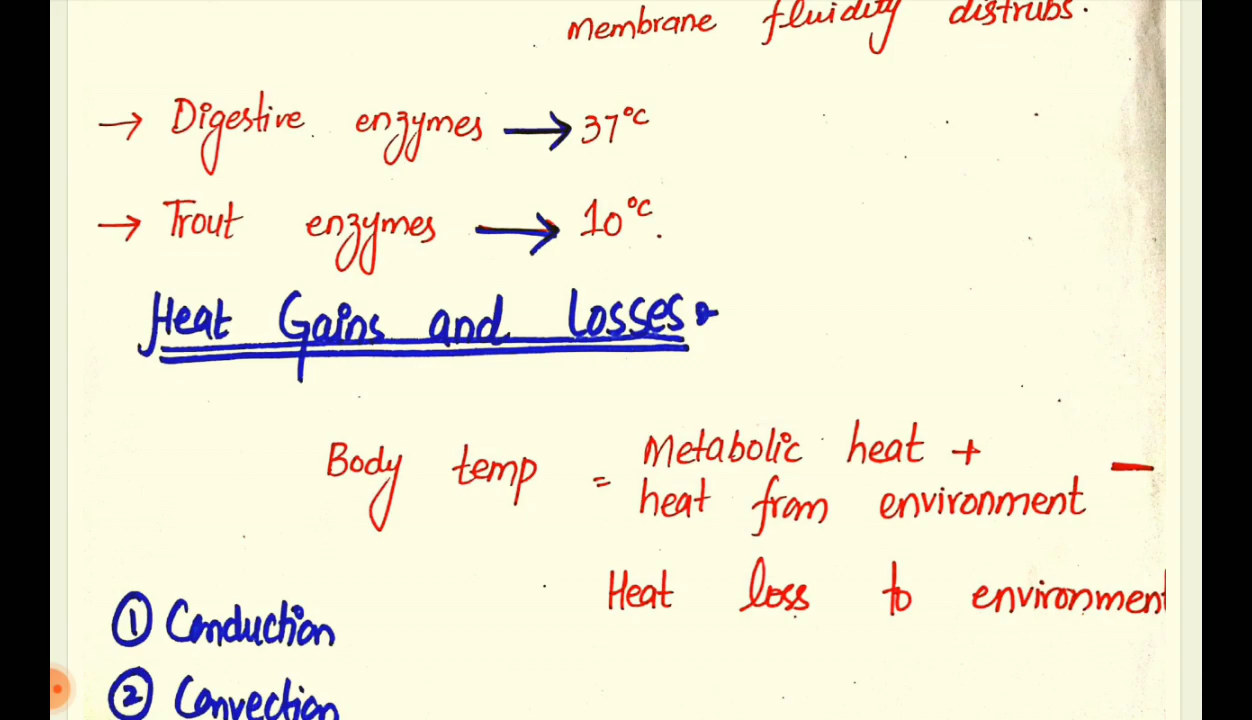 membrane fluidity distrubs.
→ Digestive enzymes → 37°C
→ Trout enzymes → 10°C.
Heat Gains and Losses
Body temp = Metabolic heat +
heat from environment −
Heat loss to environment
① Conduction
② Convection